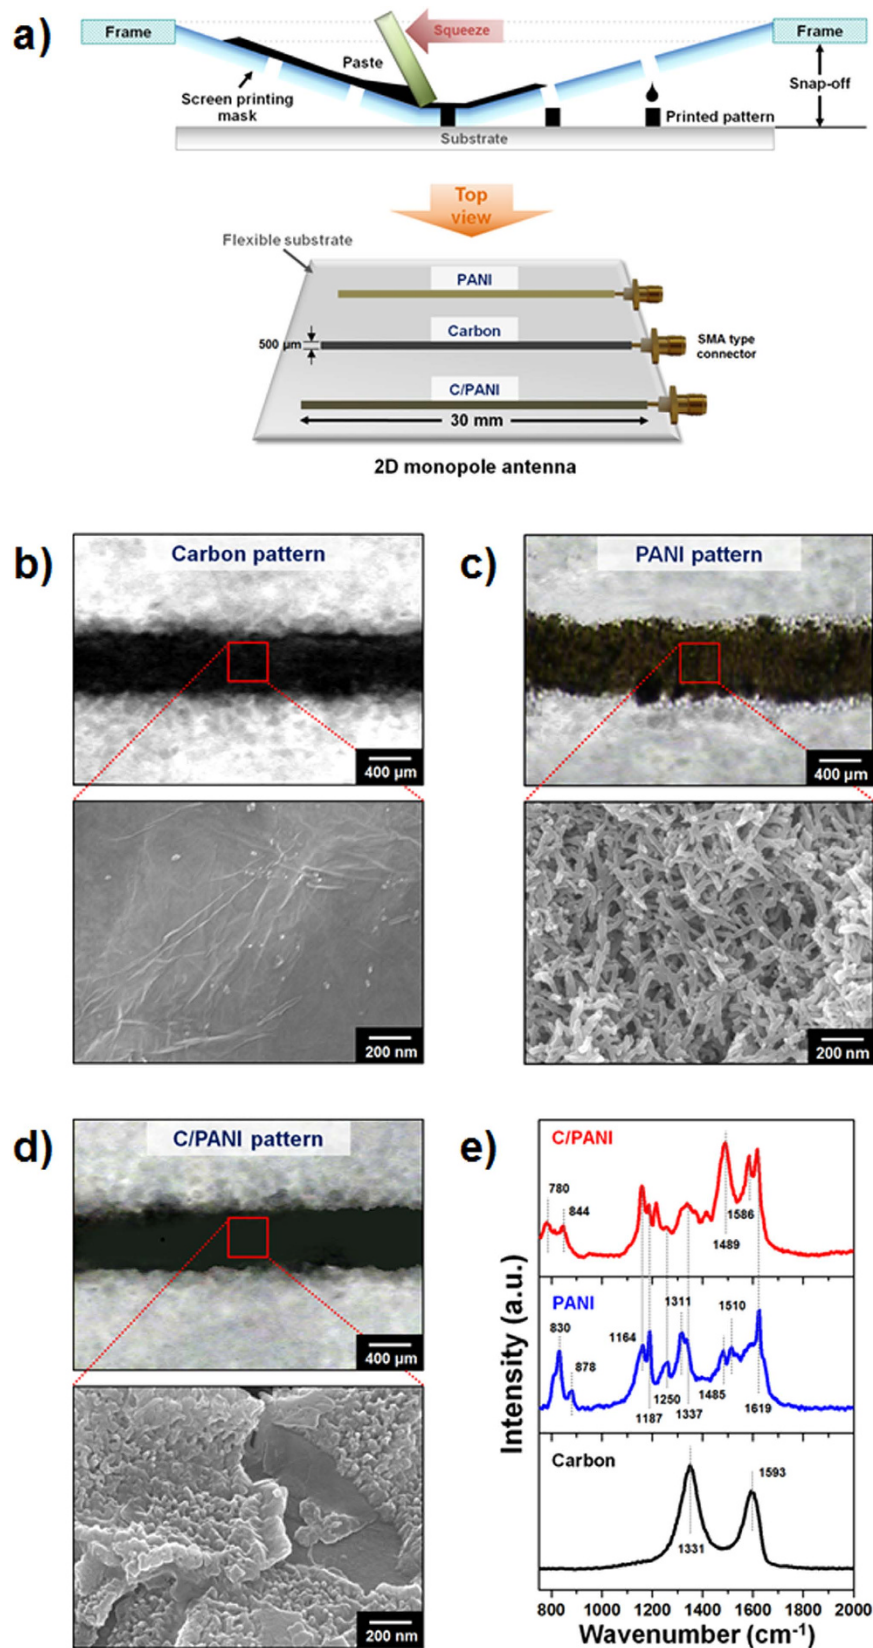 a)
Frame
Squeeze
Frame
Paste
Screen printing
mask
Snap-off
Printed pattern
Substrate
Top
view
Flexible substrate
PANI
Carbon
500 µm
SMA type
connector
C/PANI
30 mm
2D monopole antenna
b)
Carbon pattern
400 µm
200 nm
c)
PANI pattern
400 µm
200 nm
d)
C/PANI pattern
400 µm
200 nm
e)
C/PANI
780
844
1586
1489
PANI
830
878
1164
1311
1510
1250
1485
1187
1337
1619
Carbon
1593
1331
Intensity (a.u.)
800 1000 1200 1400 1600 1800 2000
Wavenumber (cm⁻¹)